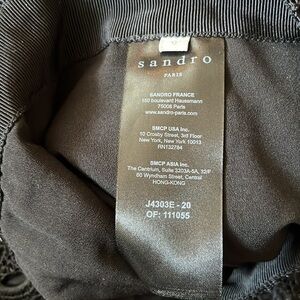 sandro
PARIS
SANDRO FRANCE
150 boulevard Haussmann
75008 Paris
www.sandro-paris.com
SMCP USA Inc.
10 Crosby Street, 3rd Floor
New York, New York 10013
RN132784
SMCP ASIA Inc.
The Centrium, Suite 3203A-5A, 32/F
60 Wyndham Street, Central
HONG-KONG
J4303E - 20
OF: 111055